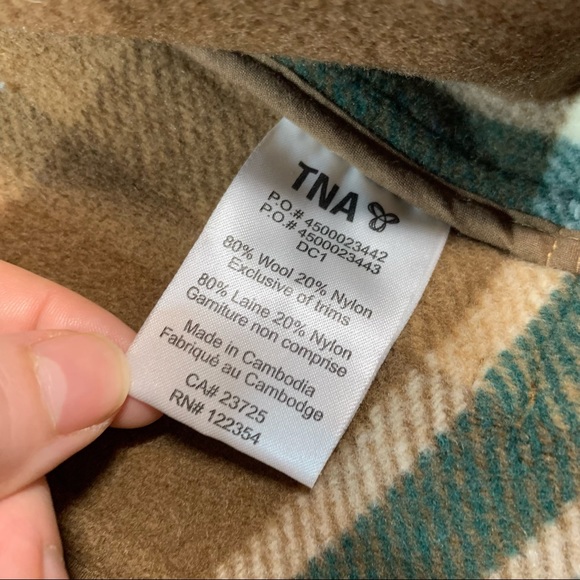 TNA
P.O.# 4500023442
P.O.# 4500023443
DC1
80% Wool 20% Nylon
Exclusive of trims
80% Laine 20% Nylon
Garniture non comprise
Made in Cambodia
Fabriqué au Cambodge
CA# 23725
RN# 122354